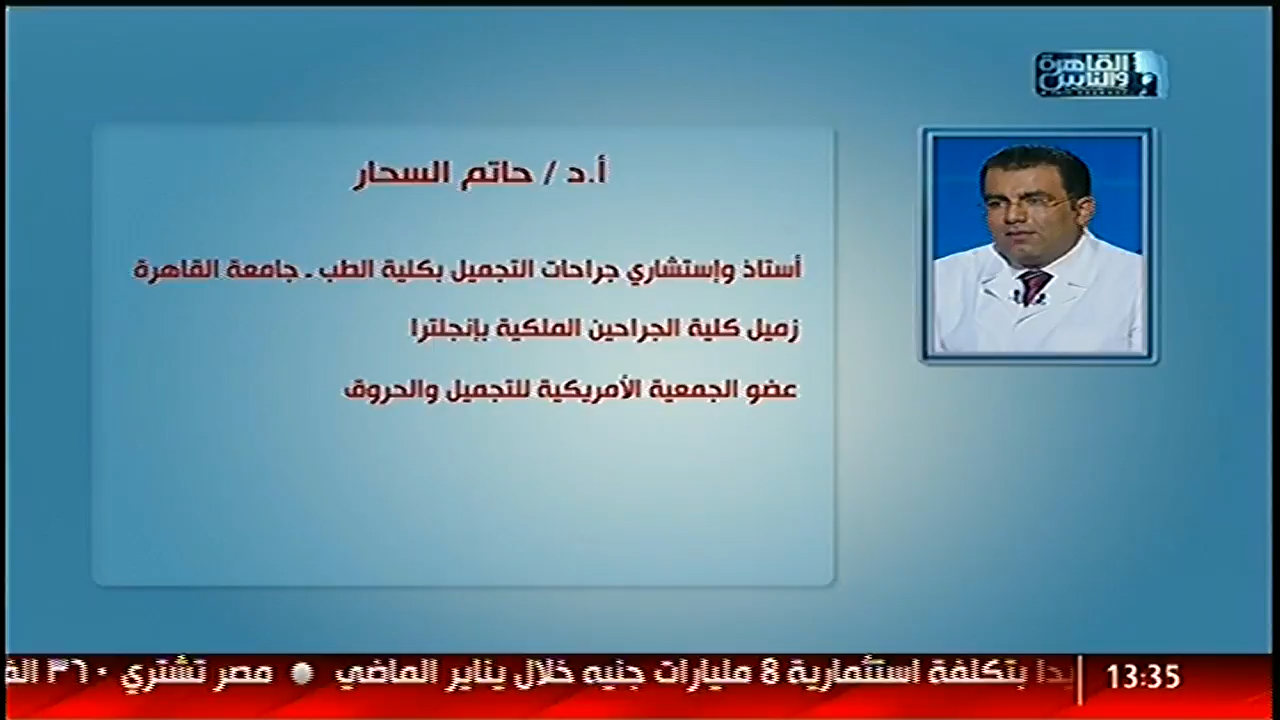 القاهرة
والناس
أ.د / حاتم السحار
أستاذ وإستشاري جراحات التجميل بكلية الطب . جامعة القاهرة
زميل كلية الجراحين الملكية بإنجلترا
عضو الجمعية الأمريكية للتجميل والحروق
13:35
بتكلفة استثمارية 8 مليارات جنيه خلال يناير الماضي ● مصر تشتري ٣٦٠